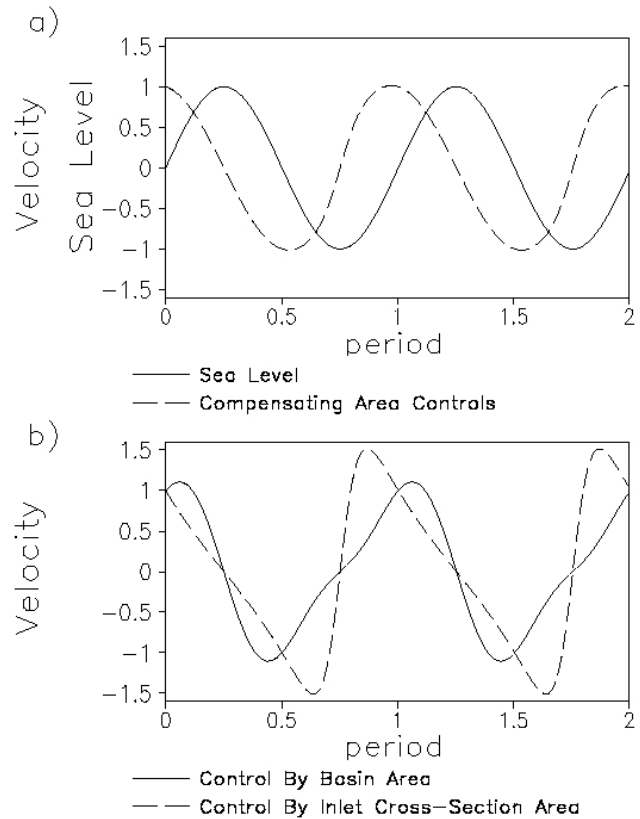 a)
Velocity
Sea Level
1.5
1
0.5
0
−0.5
−1
−1.5
0
0.5
1
1.5
2
period
Sea Level
Compensating Area Controls
b)
Velocity
1.5
1
0.5
0
−0.5
−1
−1.5
0
0.5
1
1.5
2
period
Control By Basin Area
Control By Inlet Cross−Section Area